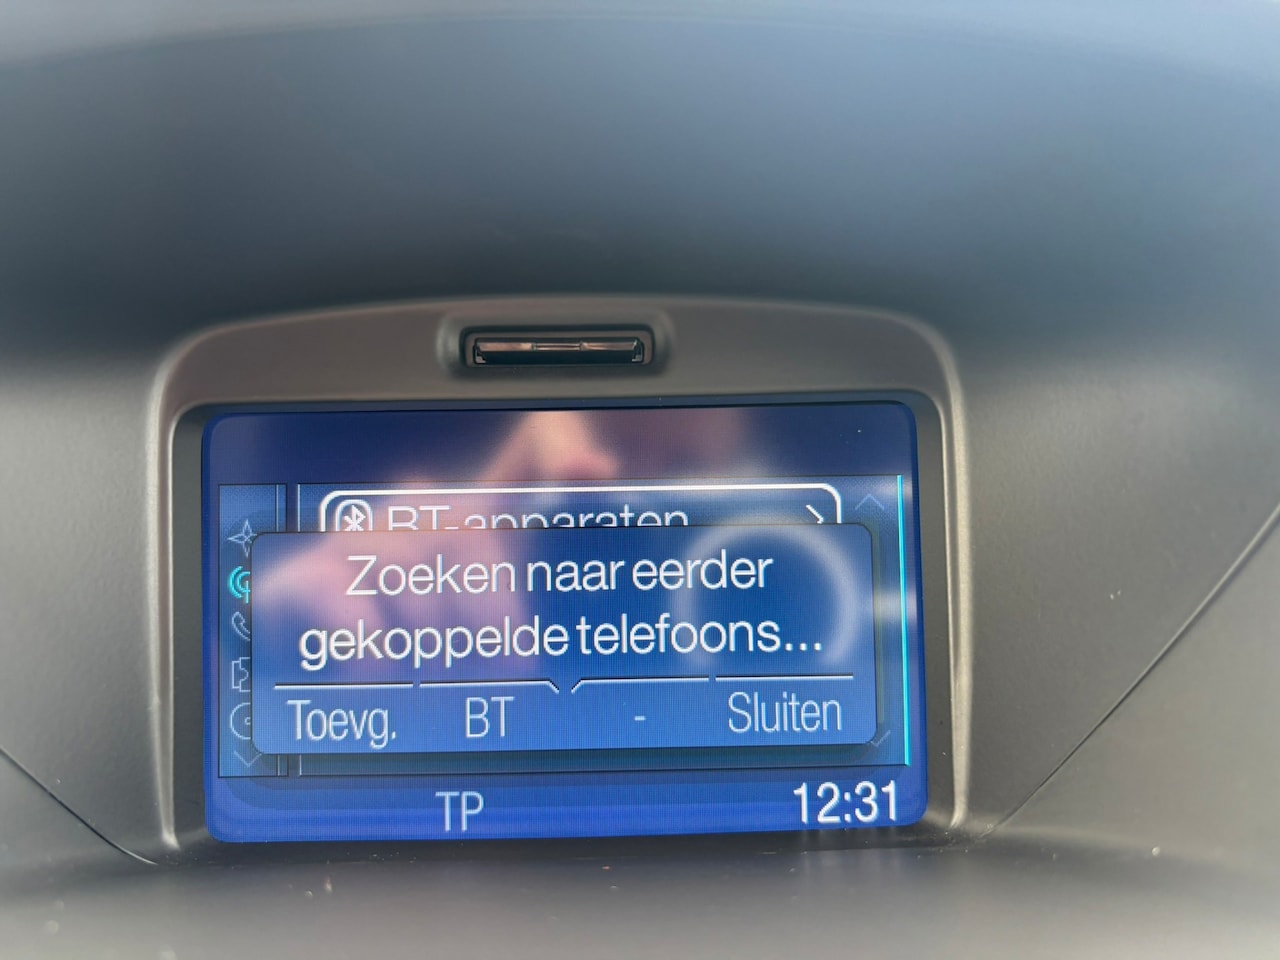 BT-apparaten
Zoeken naar eerder
gekoppelde telefoons...
Toevg. BT - Sluiten
TP 12:31